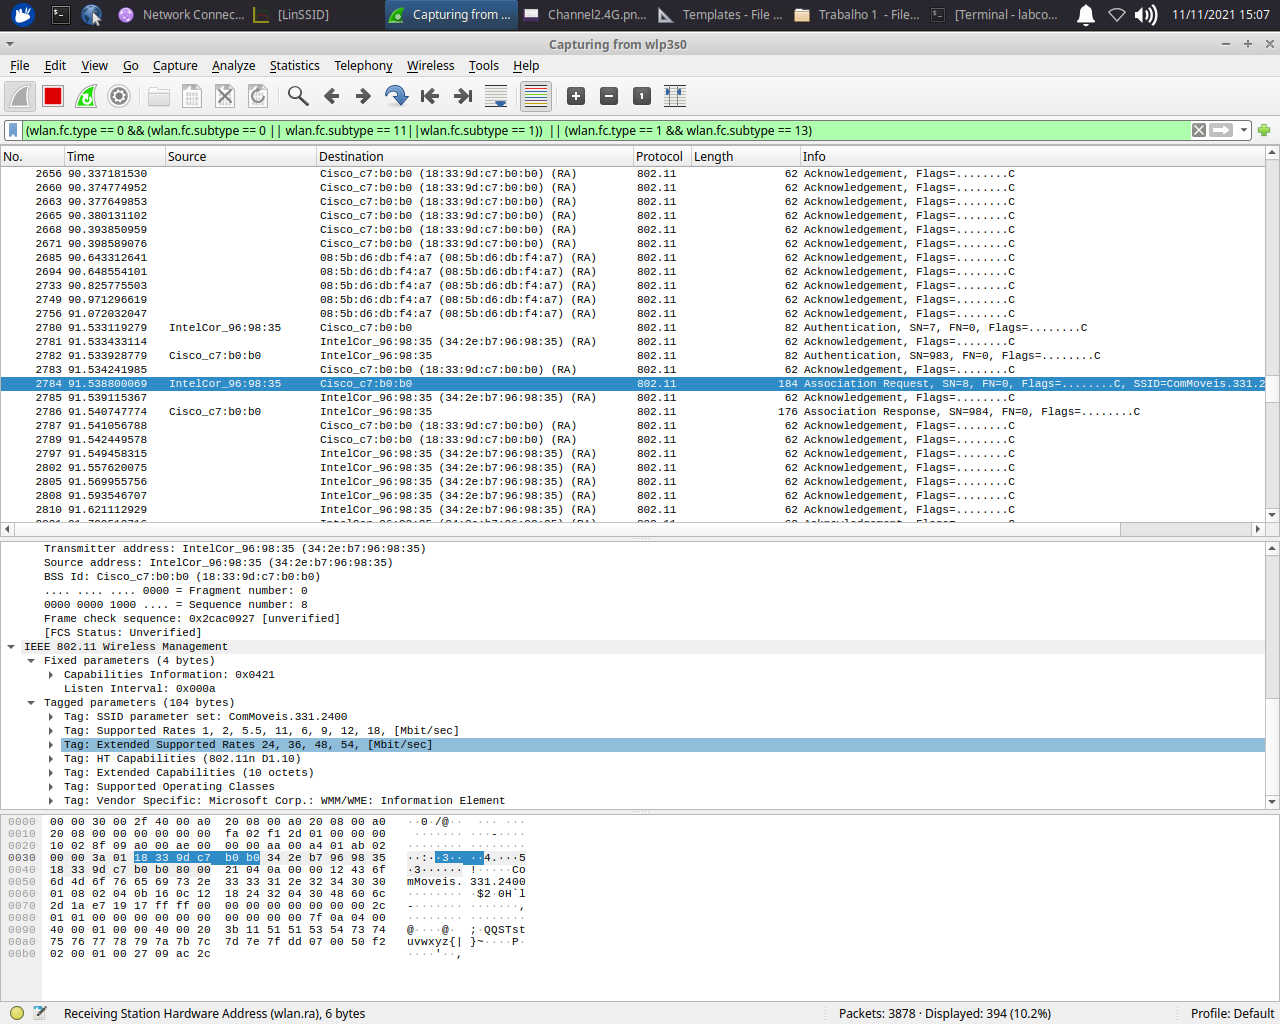 Network Connec... [LinSSID] Capturing from ... Channel2.4G.pn... Templates - File ... Trabalho 1 - File... [Terminal - labco... 11/11/2021 15:07
Capturing from wlp3s0
File Edit View Go Capture Analyze Statistics Telephony Wireless Tools Help
(wlan.fc.type == 0 && (wlan.fc.subtype == 0 || wlan.fc.subtype == 11||wlan.fc.subtype == 1)) || (wlan.fc.type == 1 && wlan.fc.subtype == 13)
No. Time Source Destination Protocol Length Info
2656 90.337181530 Cisco_c7:b0:b0 (18:33:9d:c7:b0:b0) (RA) 802.11 62 Acknowledgement, Flags=........C
2660 90.374774952 Cisco_c7:b0:b0 (18:33:9d:c7:b0:b0) (RA) 802.11 62 Acknowledgement, Flags=........C
2663 90.377649853 Cisco_c7:b0:b0 (18:33:9d:c7:b0:b0) (RA) 802.11 62 Acknowledgement, Flags=........C
2665 90.380131102 Cisco_c7:b0:b0 (18:33:9d:c7:b0:b0) (RA) 802.11 62 Acknowledgement, Flags=........C
2668 90.393850959 Cisco_c7:b0:b0 (18:33:9d:c7:b0:b0) (RA) 802.11 62 Acknowledgement, Flags=........C
2671 90.398589076 Cisco_c7:b0:b0 (18:33:9d:c7:b0:b0) (RA) 802.11 62 Acknowledgement, Flags=........C
2685 90.643312641 08:5b:d6:db:f4:a7 (08:5b:d6:db:f4:a7) (RA) 802.11 62 Acknowledgement, Flags=........C
2694 90.648554101 08:5b:d6:db:f4:a7 (08:5b:d6:db:f4:a7) (RA) 802.11 62 Acknowledgement, Flags=........C
2733 90.825775503 08:5b:d6:db:f4:a7 (08:5b:d6:db:f4:a7) (RA) 802.11 62 Acknowledgement, Flags=........C
2749 90.971296619 08:5b:d6:db:f4:a7 (08:5b:d6:db:f4:a7) (RA) 802.11 62 Acknowledgement, Flags=........C
2756 91.072032047 08:5b:d6:db:f4:a7 (08:5b:d6:db:f4:a7) (RA) 802.11 62 Acknowledgement, Flags=........C
2780 91.533119279 IntelCor_96:98:35 Cisco_c7:b0:b0 802.11 82 Authentication, SN=7, FN=0, Flags=........C
2781 91.533433114 IntelCor_96:98:35 (34:2e:b7:96:98:35) (RA) 802.11 62 Acknowledgement, Flags=........C
2782 91.533928779 Cisco_c7:b0:b0 IntelCor_96:98:35 802.11 82 Authentication, SN=983, FN=0, Flags=........C
2783 91.534241985 Cisco_c7:b0:b0 (18:33:9d:c7:b0:b0) (RA) 802.11 62 Acknowledgement, Flags=........C
2784 91.538800069 IntelCor_96:98:35 Cisco_c7:b0:b0 802.11 184 Association Request, SN=8, FN=0, Flags=........C, SSID=ComMoveis.331.2
2785 91.539115367 IntelCor_96:98:35 (34:2e:b7:96:98:35) (RA) 802.11 62 Acknowledgement, Flags=........C
2786 91.540747774 Cisco_c7:b0:b0 IntelCor_96:98:35 802.11 176 Association Response, SN=984, FN=0, Flags=........C
2787 91.541056788 Cisco_c7:b0:b0 (18:33:9d:c7:b0:b0) (RA) 802.11 62 Acknowledgement, Flags=........C
2789 91.542449578 Cisco_c7:b0:b0 (18:33:9d:c7:b0:b0) (RA) 802.11 62 Acknowledgement, Flags=........C
2797 91.549458315 IntelCor_96:98:35 (34:2e:b7:96:98:35) (RA) 802.11 62 Acknowledgement, Flags=........C
2802 91.557620075 IntelCor_96:98:35 (34:2e:b7:96:98:35) (RA) 802.11 62 Acknowledgement, Flags=........C
2805 91.569955756 IntelCor_96:98:35 (34:2e:b7:96:98:35) (RA) 802.11 62 Acknowledgement, Flags=........C
2808 91.593546707 IntelCor_96:98:35 (34:2e:b7:96:98:35) (RA) 802.11 62 Acknowledgement, Flags=........C
2810 91.621112929 IntelCor_96:98:35 (34:2e:b7:96:98:35) (RA) 802.11 62 Acknowledgement, Flags=........C
Transmitter address: IntelCor_96:98:35 (34:2e:b7:96:98:35)
Source address: IntelCor_96:98:35 (34:2e:b7:96:98:35)
BSS Id: Cisco_c7:b0:b0 (18:33:9d:c7:b0:b0)
.... .... .... 0000 = Fragment number: 0
0000 0000 1000 .... = Sequence number: 8
Frame check sequence: 0x2cac0927 [unverified]
[FCS Status: Unverified]
IEEE 802.11 Wireless Management
Fixed parameters (4 bytes)
Capabilities Information: 0x0421
Listen Interval: 0x000a
Tagged parameters (104 bytes)
Tag: SSID parameter set: ComMoveis.331.2400
Tag: Supported Rates 1, 2, 5.5, 11, 6, 9, 12, 18, [Mbit/sec]
Tag: Extended Supported Rates 24, 36, 48, 54, [Mbit/sec]
Tag: HT Capabilities (802.11n D1.10)
Tag: Extended Capabilities (10 octets)
Tag: Supported Operating Classes
Tag: Vendor Specific: Microsoft Corp.: WMM/WME: Information Element
0000 00 00 30 00 2f 40 00 a0 20 08 00 a0 20 08 00 a0 ··0·/@·· ··· ···
0010 20 08 00 00 00 00 00 00 fa 02 f1 2d 01 00 00 00 ······· ···-····
0020 10 02 8f 09 a0 00 ae 00 00 00 aa 00 a4 01 ab 02 ········ ········
0030 00 00 3a 01 18 33 9d c7 b0 b0 34 2e b7 96 98 35 ··:··3·· ··4.···5
0040 18 33 9d c7 b0 b0 80 00 21 04 0a 00 00 12 43 6f ·3······ !·····Co
0050 6d 4d 6f 76 65 69 73 2e 33 33 31 2e 32 34 30 30 mMoveis. 331.2400
0060 01 08 02 04 0b 16 0c 12 18 24 32 04 30 48 60 6c ········ ·$2·0H`l
0070 2d 1a e7 19 17 ff ff 00 00 00 00 00 00 00 00 2c -······· ·······,
0080 01 01 00 00 00 00 00 00 00 00 00 00 7f 0a 04 00 ········ ········
0090 40 00 01 00 00 40 00 20 3b 11 51 51 53 54 73 74 @····@· ;·QQSTst
00a0 75 76 77 78 79 7a 7b 7c 7d 7e 7f dd 07 00 50 f2 uvwxyz{| }~····P·
00b0 02 00 01 00 27 09 ac 2c ····'··,
Receiving Station Hardware Address (wlan.ra), 6 bytes Packets: 3878 · Displayed: 394 (10.2%) Profile: Default